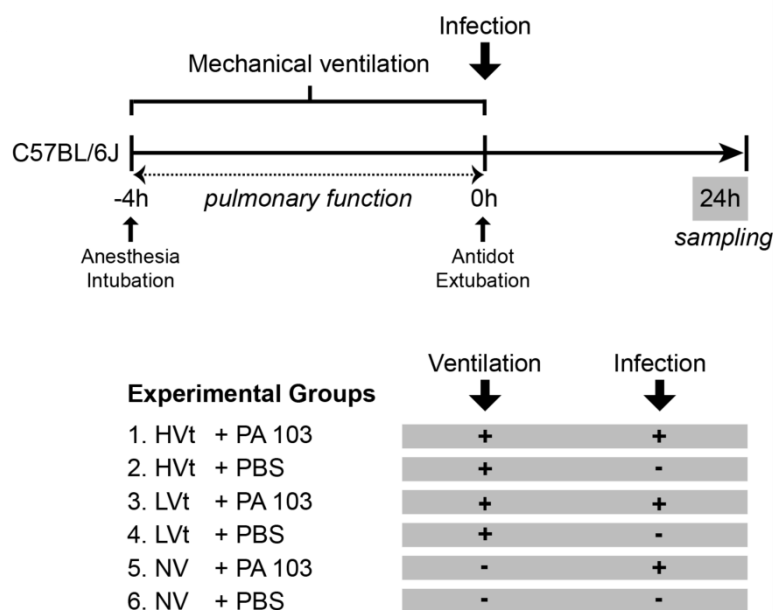 Infection
Mechanical ventilation
C57BL/6J
-4h pulmonary function 0h 24h
sampling
Anesthesia Antidot
Intubation Extubation
Ventilation Infection
Experimental Groups
1. HVt + PA 103 + +
2. HVt + PBS + -
3. LVt + PA 103 + +
4. LVt + PBS + -
5. NV + PA 103 - +
6. NV + PBS - -